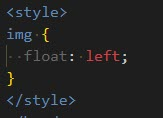 <style>
img {
  float: left;
}
</style>